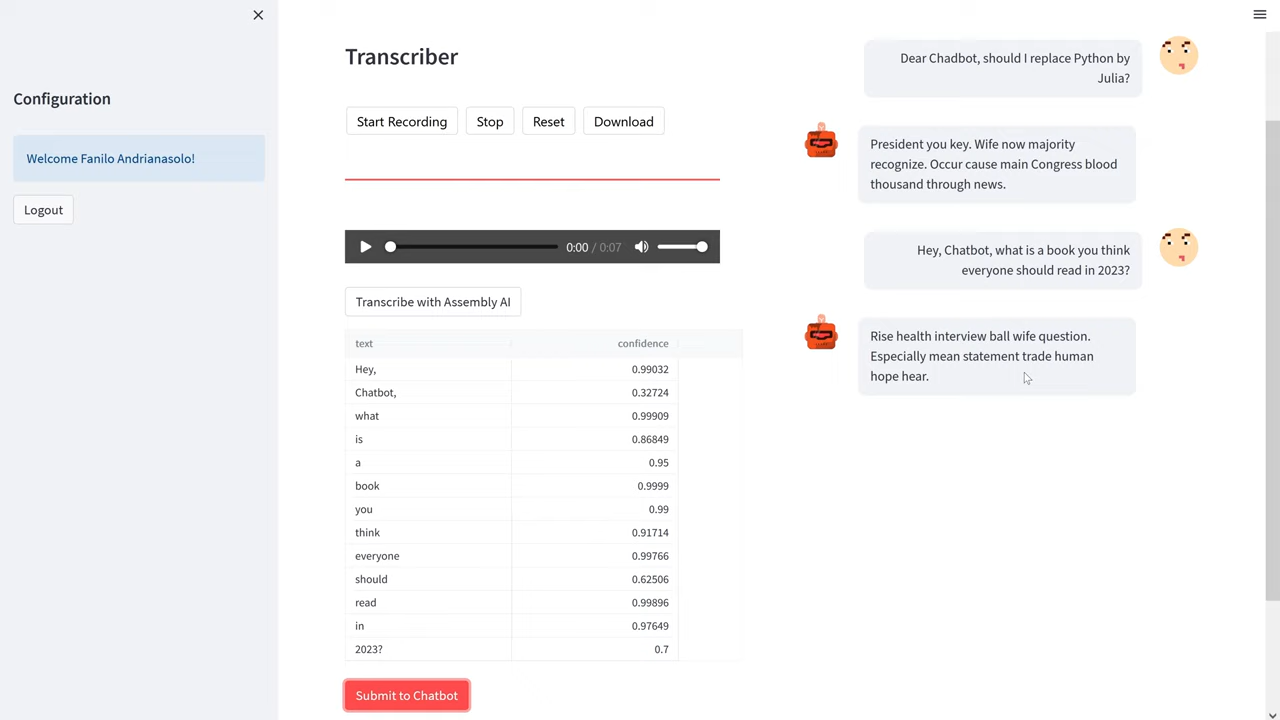 Configuration
Welcome Fanilo Andrianasolo!
Logout
Transcriber
Start Recording Stop Reset Download
0:00 / 0:07
Transcribe with Assembly AI
text confidence
Hey, 0.99032
Chatbot, 0.32724
what 0.99909
is 0.86849
a 0.95
book 0.9999
you 0.99
think 0.91714
everyone 0.99766
should 0.62506
read 0.99896
in 0.97649
2023? 0.7
Submit to Chatbot
Dear Chadbot, should I replace Python by
Julia?
President you key. Wife now majority
recognize. Occur cause main Congress blood
thousand through news.
Hey, Chatbot, what is a book you think
everyone should read in 2023?
Rise health interview ball wife question.
Especially mean statement trade human
hope hear.